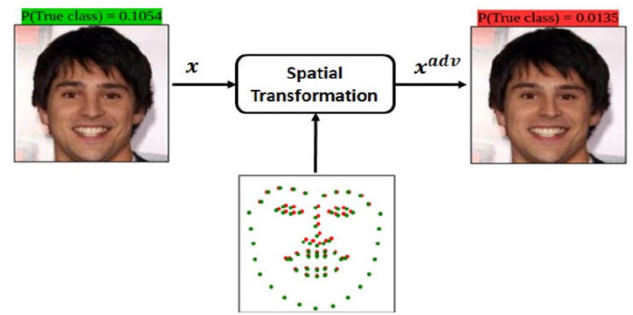 P(True class) = 0.1054
P(True class) = 0.0135
x
Spatial
Transformation
x^{adv}